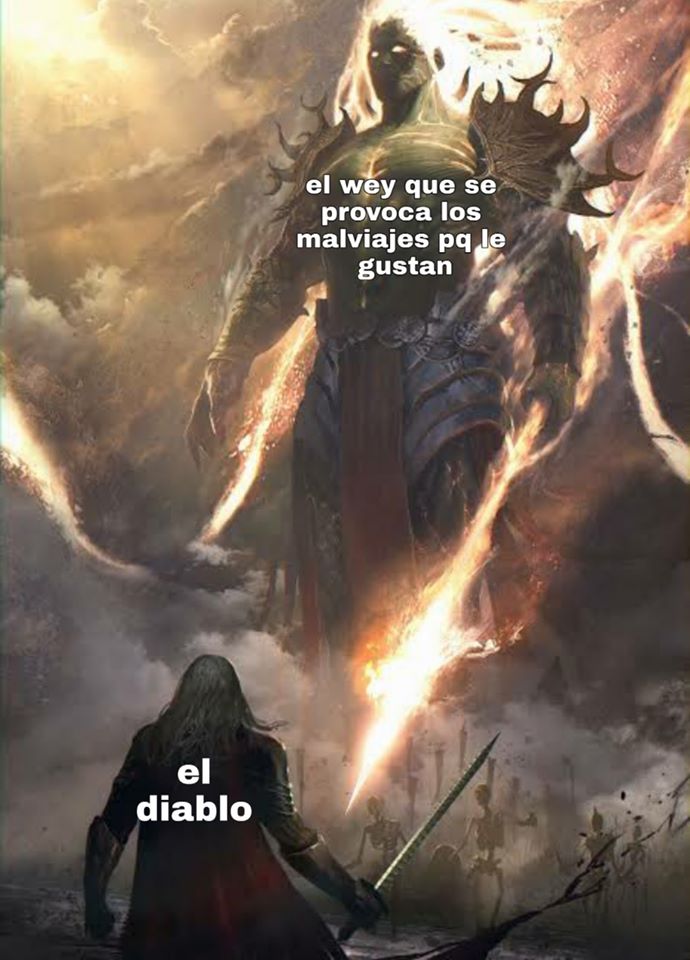 el wey que se
provoca los
malviajes pq le
gustan
el
diablo